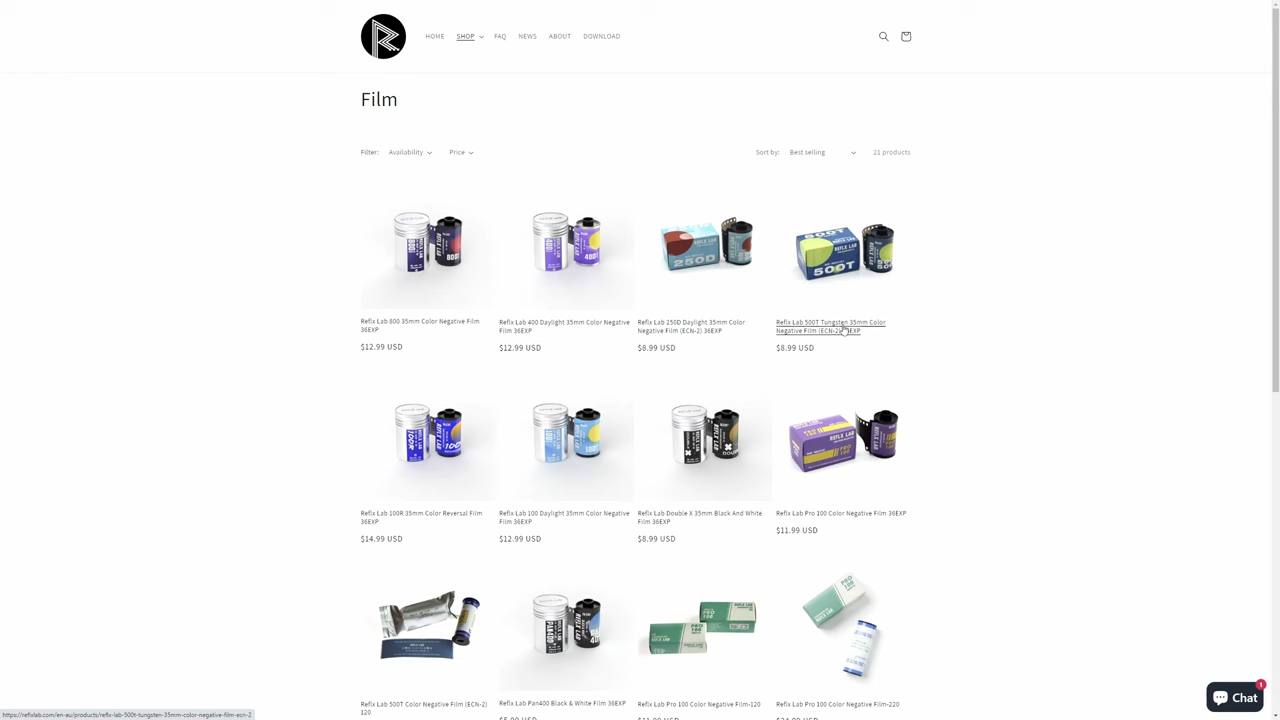 HOME SHOP FAQ NEWS ABOUT DOWNLOAD
Film
Filter: Availability Price Sort by: Best selling 21 products
Reflx Lab 800 35mm Color Negative Film
36EXP
$12.99 USD
Reflx Lab 400 Daylight 35mm Color Negative
Film 36EXP
$12.99 USD
250D
Reflx Lab 250D Daylight 35mm Color
Negative Film (ECN-2) 36EXP
$8.99 USD
500T
REFLX LAB
500T
Reflx Lab 500T Tungsten 35mm Color
Negative Film (ECN-2) 36EXP
$8.99 USD
Reflx Lab 100R 35mm Color Reversal Film
36EXP
$14.99 USD
Reflx Lab 100 Daylight 35mm Color Negative
Film 36EXP
$12.99 USD
Reflx Lab Double X 35mm Black And White
Film 36EXP
$8.99 USD
REFLX LAB
Reflx Lab Pro 100 Color Negative Film 36EXP
$11.99 USD
Reflx Lab 500T Color Negative Film (ECN-2)
120
Reflx Lab Pan400 Black & White Film 36EXP
Reflx Lab Pro 100 Color Negative Film-120
Reflx Lab Pro 100 Color Negative Film-220
https://reflxlab.com/en-au/products/reflx-lab-500t-tungsten-35mm-color-negative-film-ecn-2
Chat
1